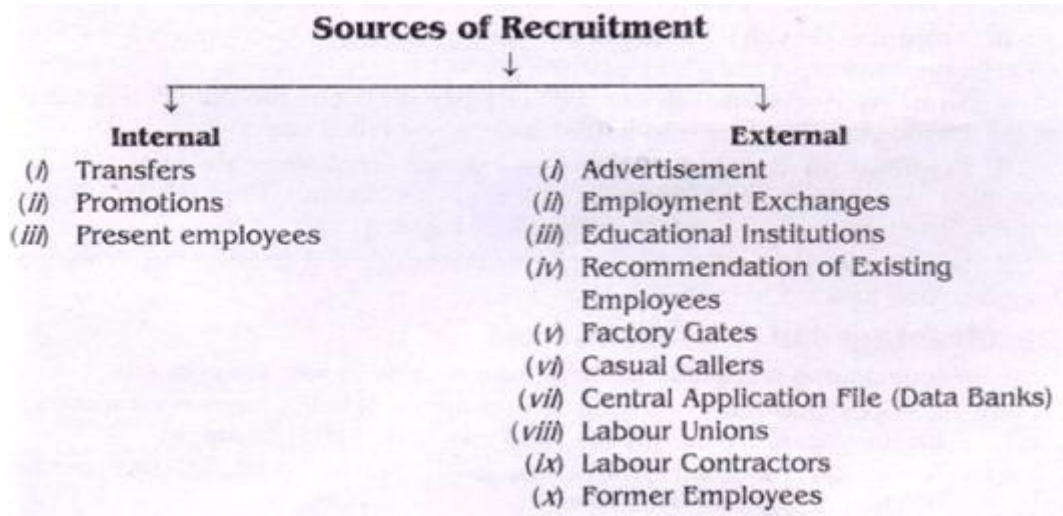 Sources of Recruitment
Internal
(i) Transfers
(ii) Promotions
(iii) Present employees
External
(i) Advertisement
(ii) Employment Exchanges
(iii) Educational Institutions
(iv) Recommendation of Existing
Employees
(v) Factory Gates
(vi) Casual Callers
(vii) Central Application File (Data Banks)
(viii) Labour Unions
(ix) Labour Contractors
(x) Former Employees